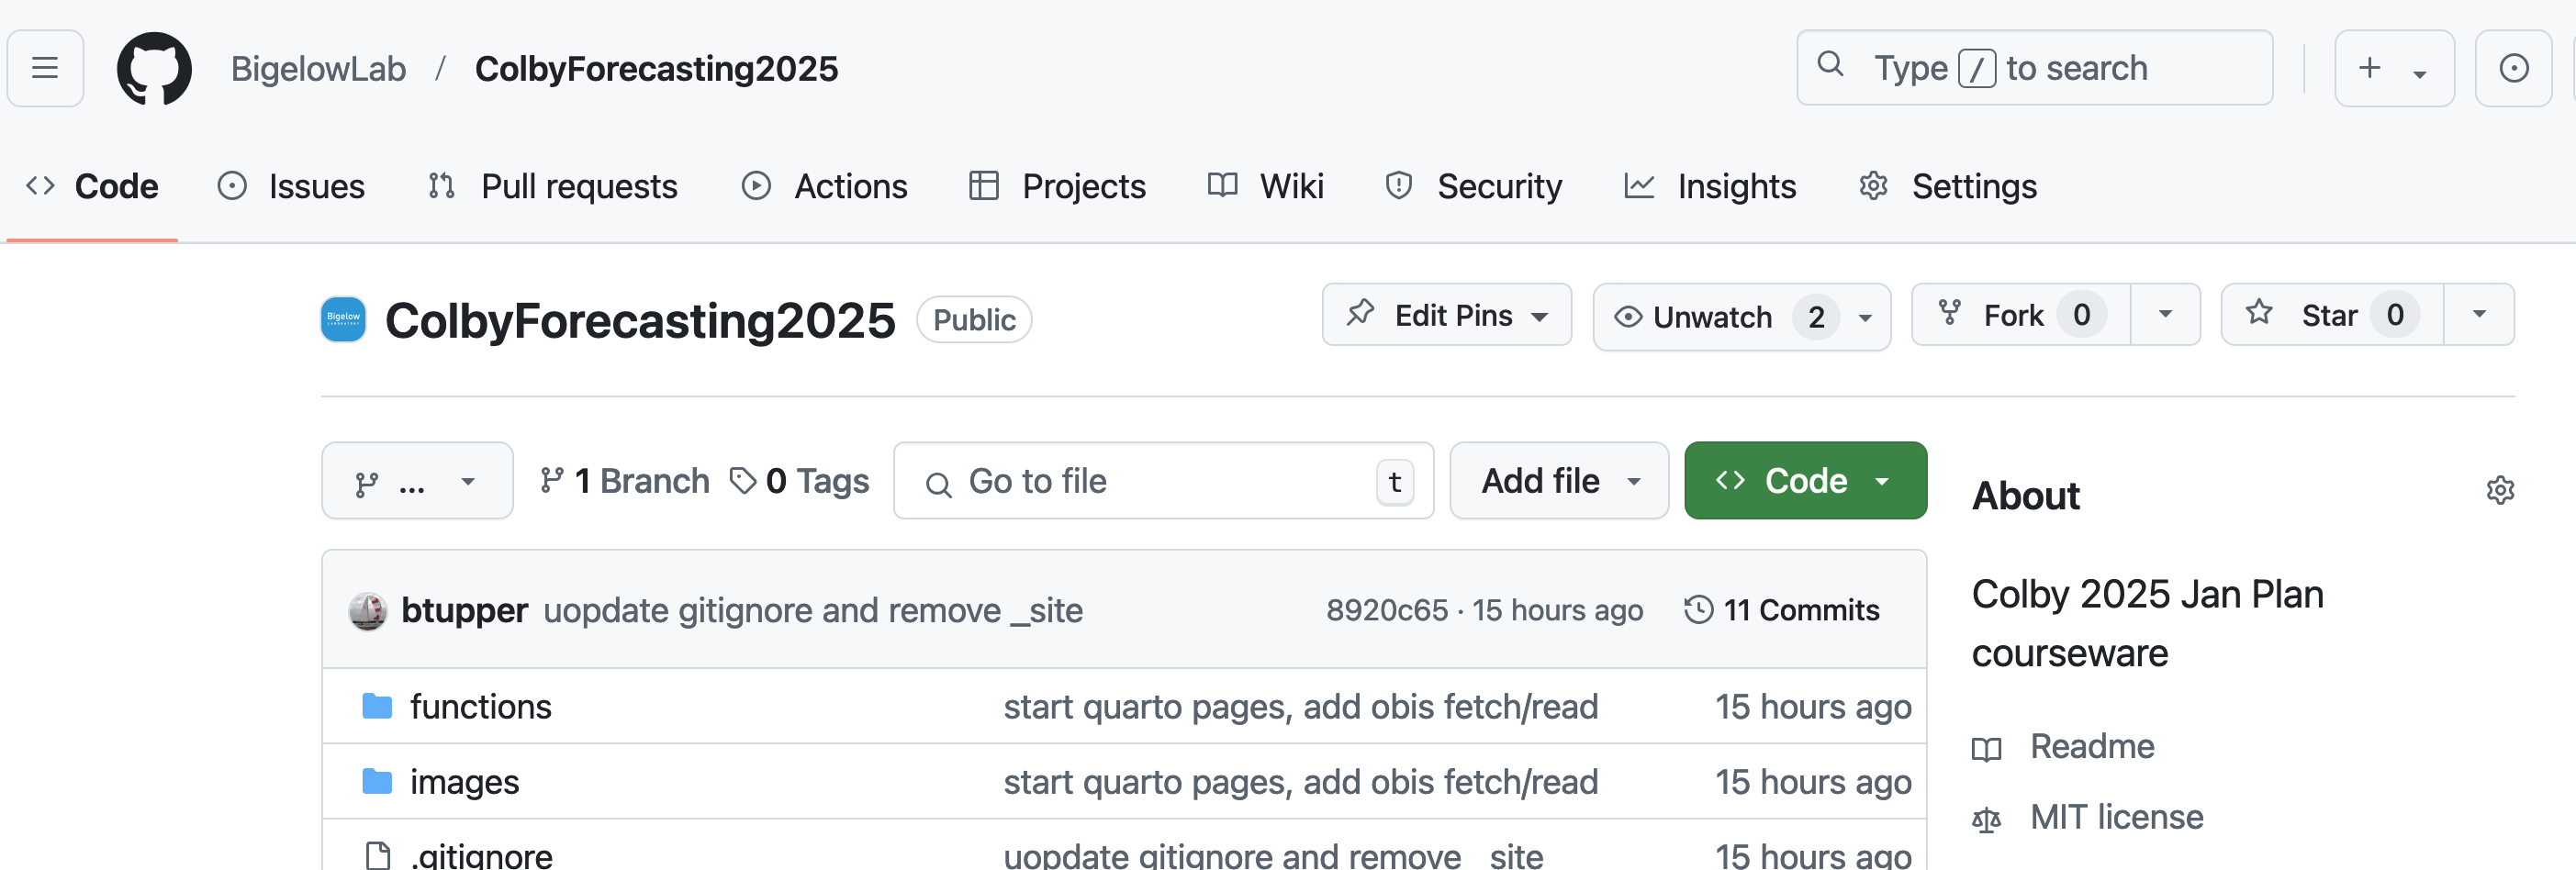 BigelowLab / ColbyForecasting2025
Type / to search
Code Issues Pull requests Actions Projects Wiki Security Insights Settings
Bigelow LABORATORY ColbyForecasting2025 Public Edit Pins Unwatch 2 Fork 0 Star 0
... 1 Branch 0 Tags Go to file t Add file Code
btupper uopdate gitignore and remove _site 8920c65 · 15 hours ago 11 Commits
functions start quarto pages, add obis fetch/read 15 hours ago
images start quarto pages, add obis fetch/read 15 hours ago
.gitignore uopdate gitignore and remove _site 15 hours ago
About
Colby 2025 Jan Plan
courseware
Readme
MIT license